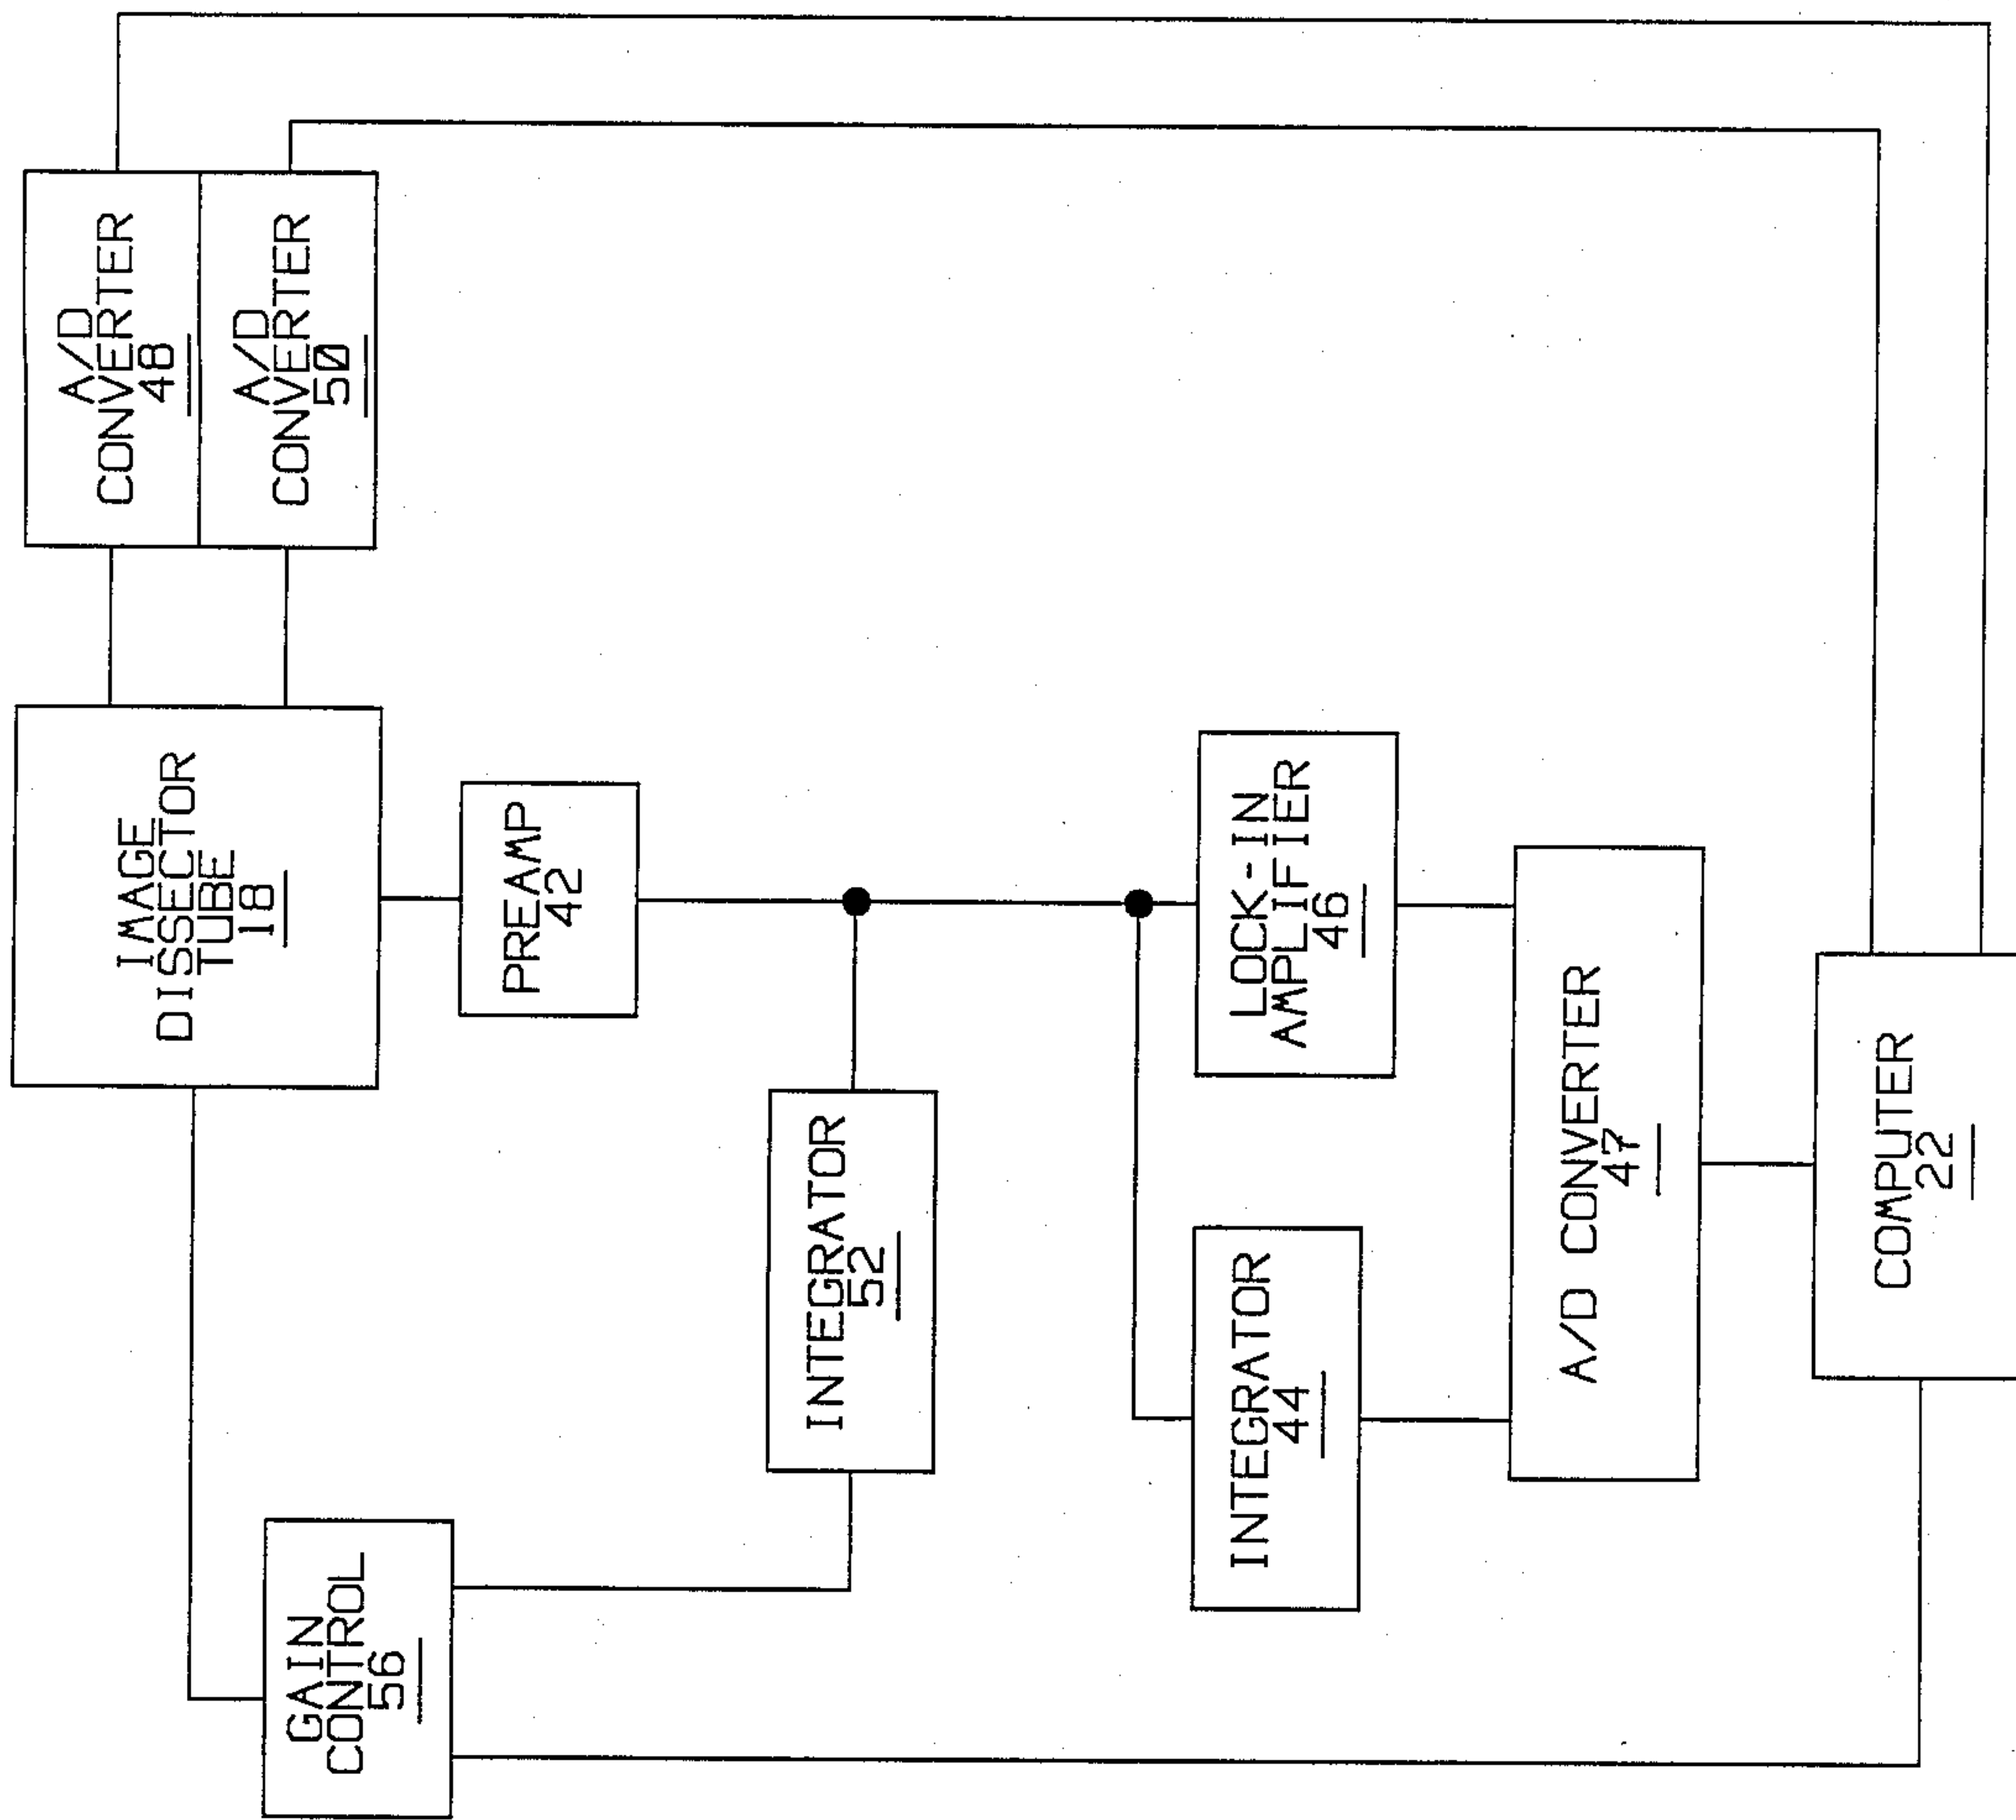 A/D
CONVERTER
48
A/D
CONVERTER
50
IMAGE
DISSECTOR
TUBE
18
PREAMP
42
LOCK-IN
AMPLIFIER
46
INTEGRATOR
52
A/D CONVERTER
47
COMPUTER
22
INTEGRATOR
44
GAIN
CONTROL
56